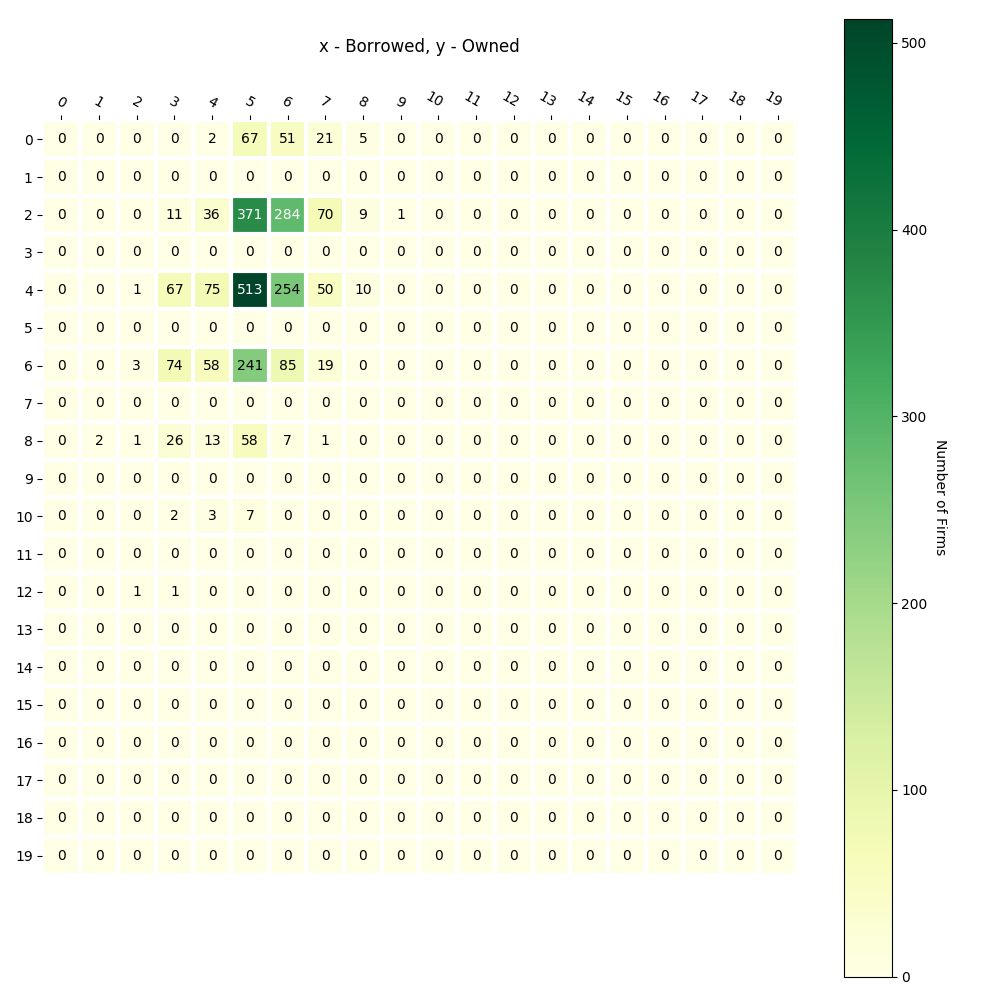 x - Borrowed, y - Owned
0 1 2 3 4 5 6 7 8 9 10 11 12 13 14 15 16 17 18 19
0 0 0 0 0 2 67 51 21 5 0 0 0 0 0 0 0 0 0 0 0
1 0 0 0 0 0 0 0 0 0 0 0 0 0 0 0 0 0 0 0 0
2 0 0 0 11 36 371 284 70 9 1 0 0 0 0 0 0 0 0 0 0
3 0 0 0 0 0 0 0 0 0 0 0 0 0 0 0 0 0 0 0 0
4 0 0 1 67 75 513 254 50 10 0 0 0 0 0 0 0 0 0 0 0
5 0 0 0 0 0 0 0 0 0 0 0 0 0 0 0 0 0 0 0 0
6 0 0 3 74 58 241 85 19 0 0 0 0 0 0 0 0 0 0 0 0
7 0 0 0 0 0 0 0 0 0 0 0 0 0 0 0 0 0 0 0 0
8 0 2 1 26 13 58 7 1 0 0 0 0 0 0 0 0 0 0 0 0
9 0 0 0 0 0 0 0 0 0 0 0 0 0 0 0 0 0 0 0 0
10 0 0 0 2 3 7 0 0 0 0 0 0 0 0 0 0 0 0 0 0
11 0 0 0 0 0 0 0 0 0 0 0 0 0 0 0 0 0 0 0 0
12 0 0 1 1 0 0 0 0 0 0 0 0 0 0 0 0 0 0 0 0
13 0 0 0 0 0 0 0 0 0 0 0 0 0 0 0 0 0 0 0 0
14 0 0 0 0 0 0 0 0 0 0 0 0 0 0 0 0 0 0 0 0
15 0 0 0 0 0 0 0 0 0 0 0 0 0 0 0 0 0 0 0 0
16 0 0 0 0 0 0 0 0 0 0 0 0 0 0 0 0 0 0 0 0
17 0 0 0 0 0 0 0 0 0 0 0 0 0 0 0 0 0 0 0 0
18 0 0 0 0 0 0 0 0 0 0 0 0 0 0 0 0 0 0 0 0
19 0 0 0 0 0 0 0 0 0 0 0 0 0 0 0 0 0 0 0 0
500
400
300
200
100
0
Number of Firms